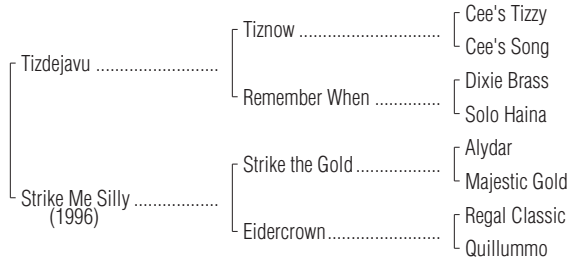 Cee's Tizzy
Tiznow
Cee's Song
Tizdejavu
Dixie Brass
Remember When
Solo Haina
Alydar
Strike the Gold
Majestic Gold
Strike Me Silly
(1996)
Regal Classic
Eidercrown
Quillummo